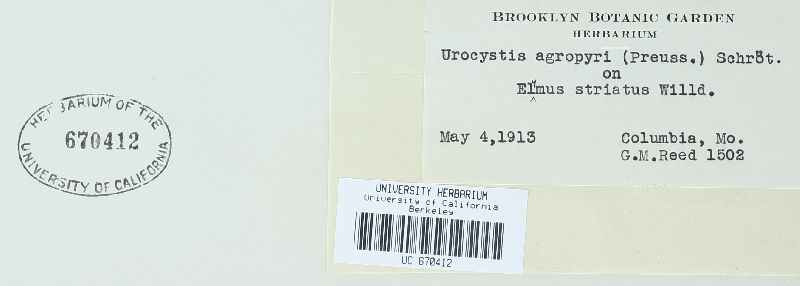 BROOKLYN BOTANIC GARDEN
HERBARIUM
Urocystis agropyri (Preuss.) Schröt.
on
Elymus striatus Willd.
May 4,1913 Columbia, Mo.
G.M.Reed 1502
HERBARIUM OF THE
670412
UNIVERSITY OF CALIFORNIA
UNIVERSITY HERBARIUM
University of California
Berkeley
UC 670412